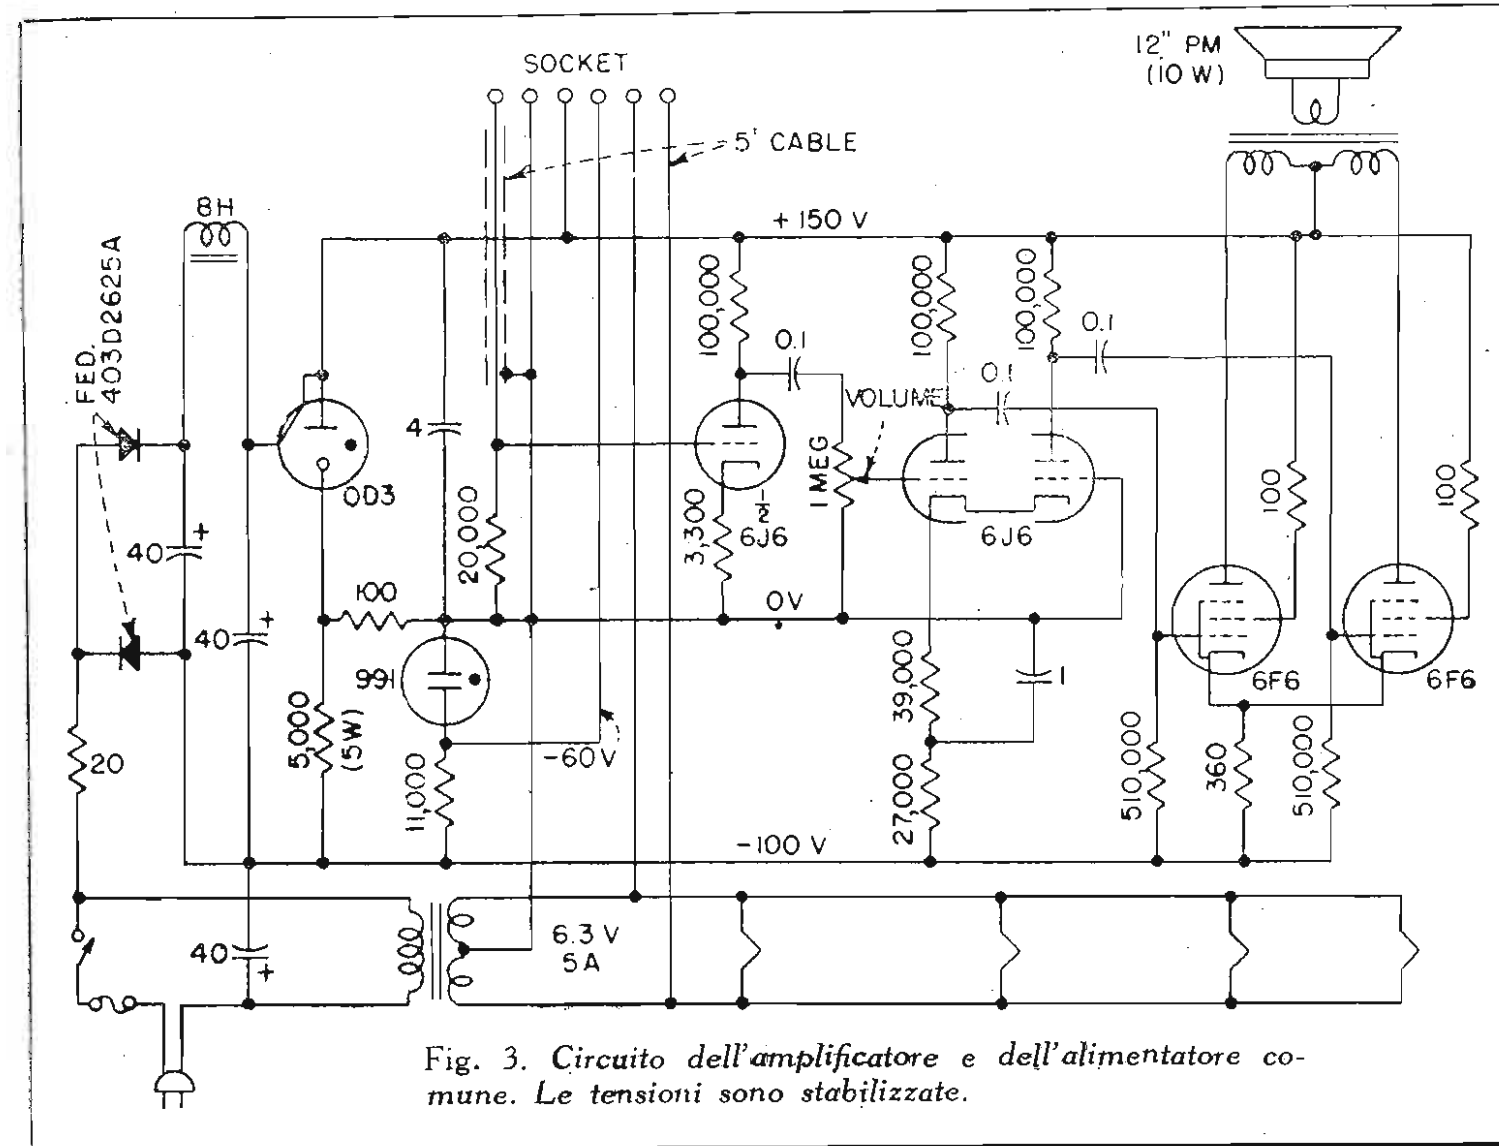 12" PM
(10 W)
SOCKET
5' CABLE
8H
+150 V
FED.
403D2625A
100,000
100,000
100,000
0.1
0.1
0.1
VOLUME
4
0D3
1 MEG
1/2
6J6
6J6
100
100
40
+
20,000
3,300
100
0V
40
+
991
39,000
1
6F6
6F6
20
5,000
(5W)
-60V
11,000
27,000
510,000
360
510,000
-100 V
40
+
6.3 V
5A
Fig. 3. Circuito dell'amplificatore e dell'alimentatore co-
mune. Le tensioni sono stabilizzate.